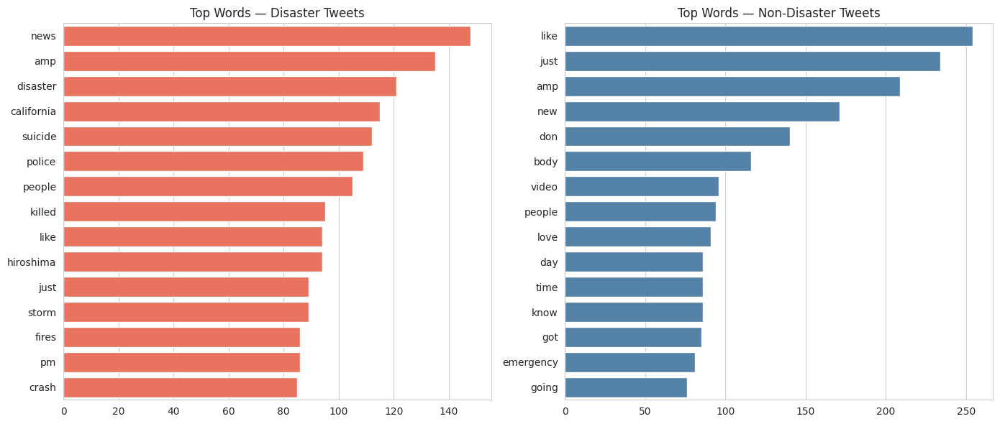 Top Words — Disaster Tweets
news
amp
disaster
california
suicide
police
people
killed
like
hiroshima
just
storm
fires
pm
crash
0 20 40 60 80 100 120 140
Top Words — Non-Disaster Tweets
like
just
amp
new
don
body
video
people
love
day
time
know
got
emergency
going
0 50 100 150 200 250